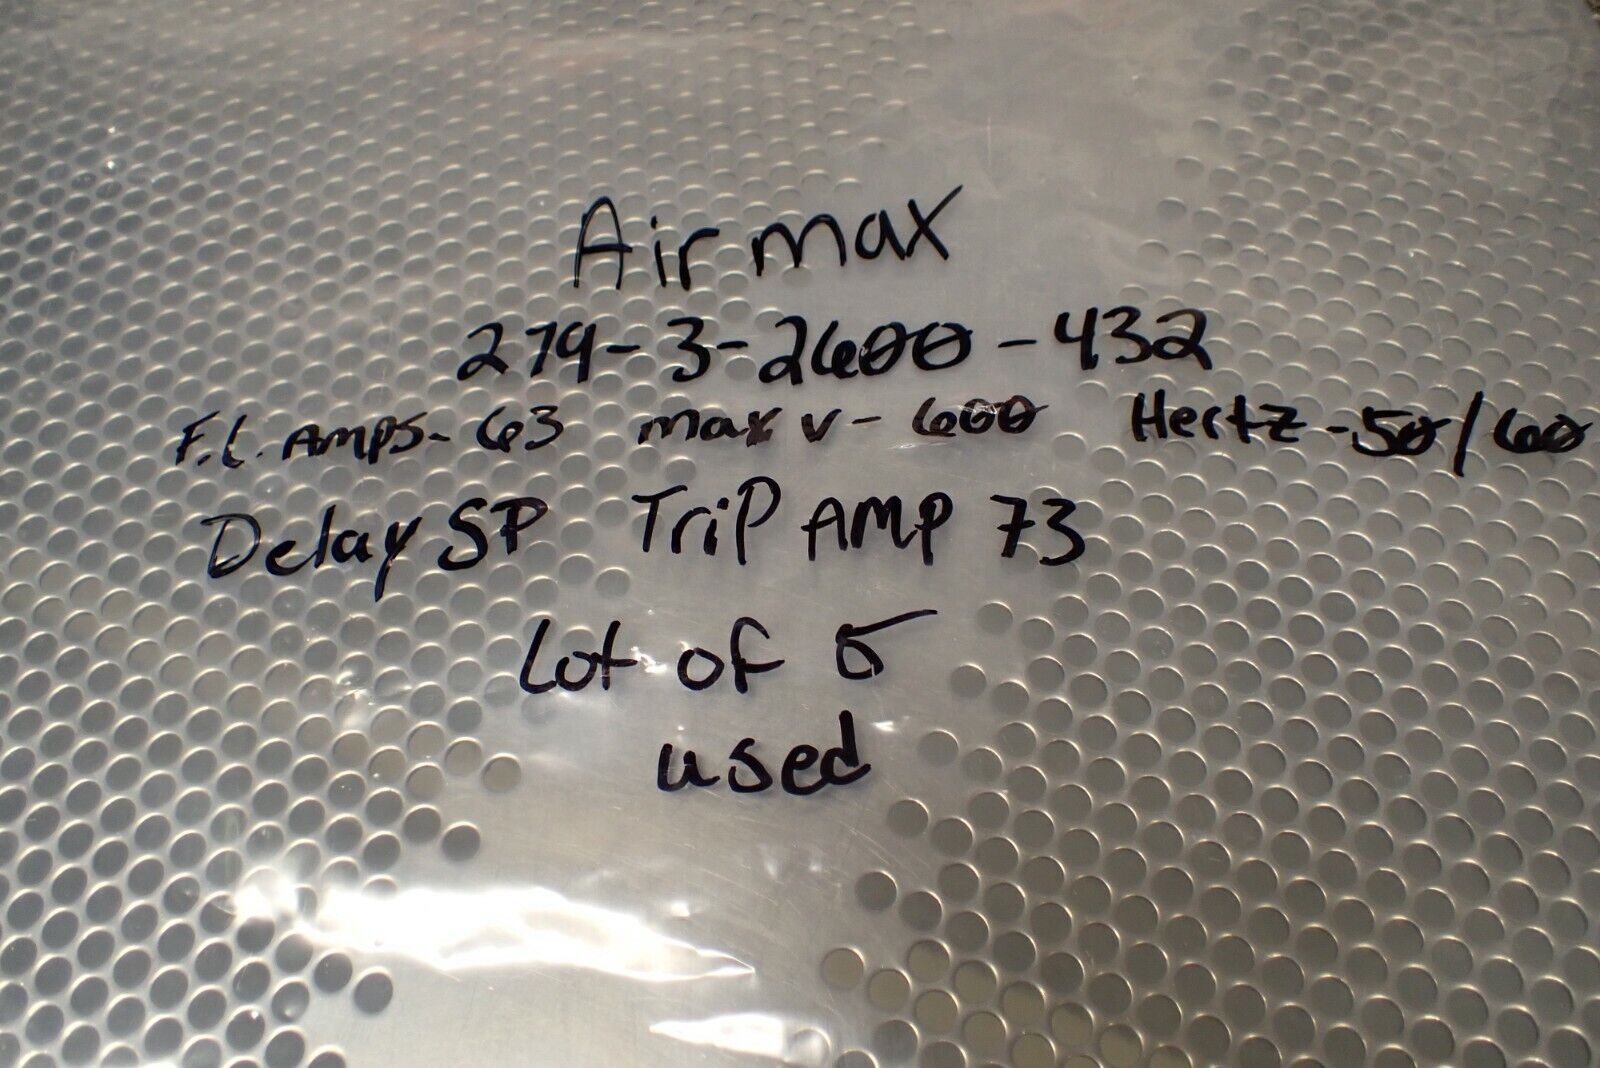 Airmax
279-3-2600-432
F.L. Amps- 63 max v- 600 Hertz-50/60
Delay SP Trip AMP 73
Lot of 5
used